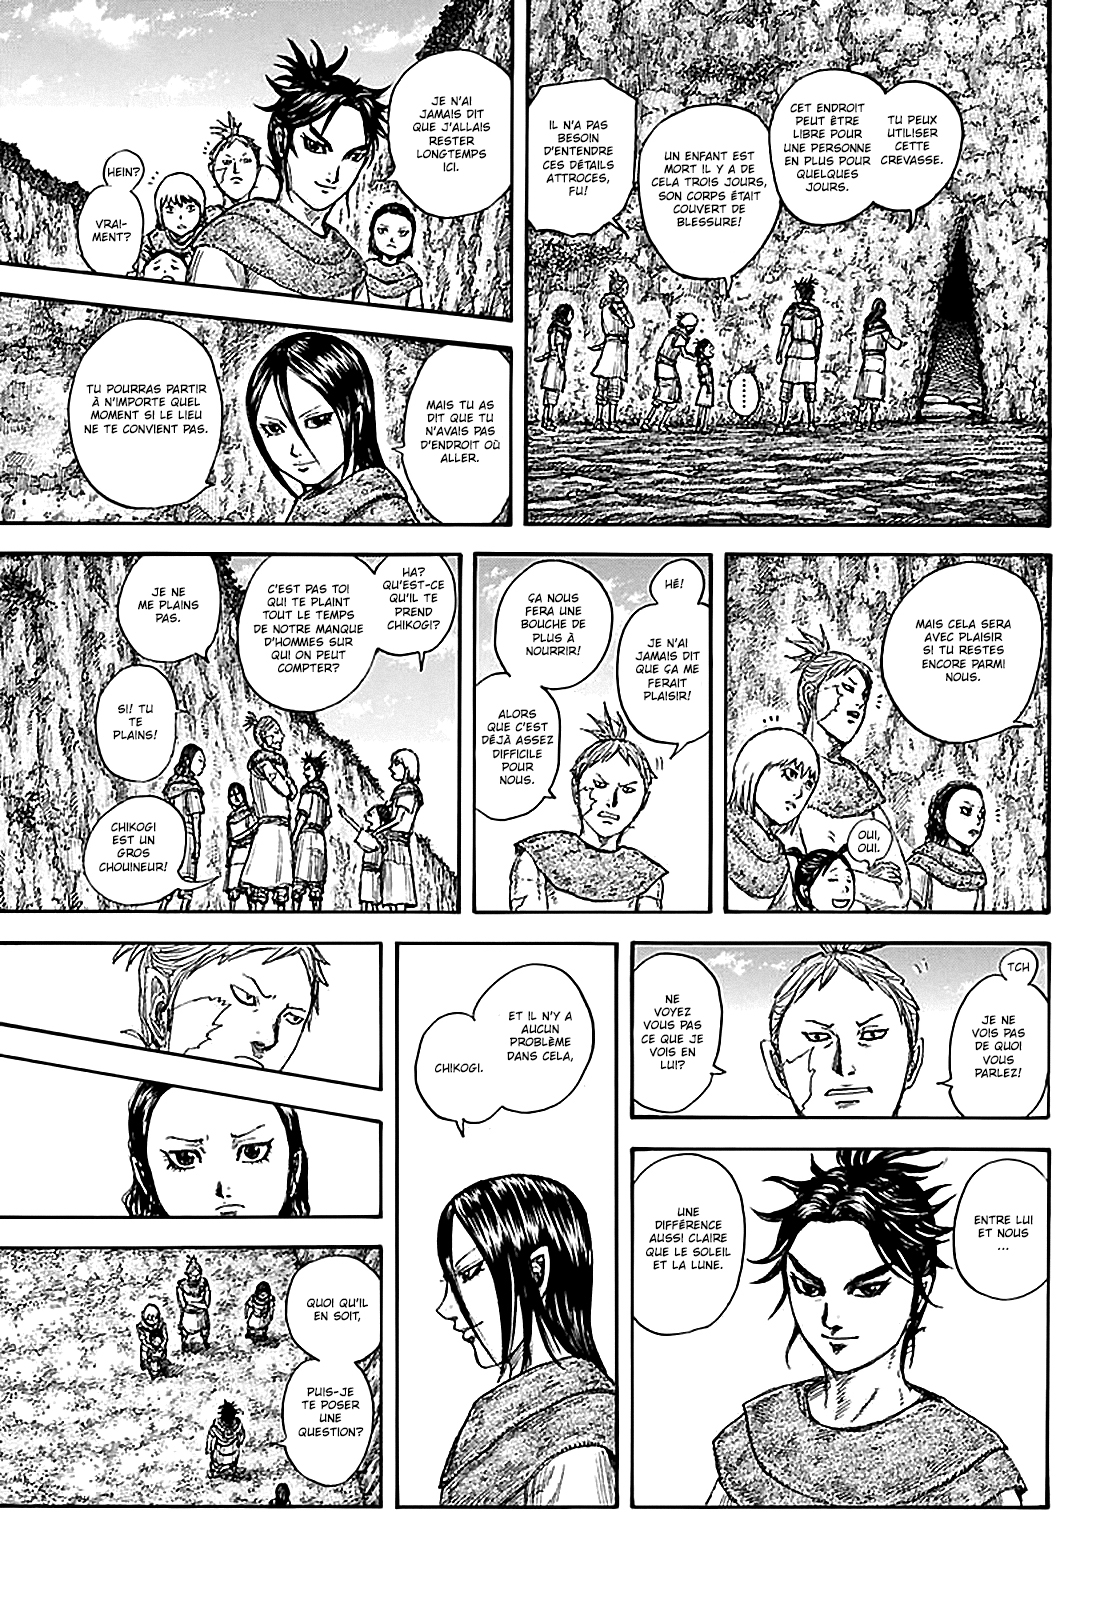 TU PEUX
UTILISER
CETTE
CREVASSE.
CET ENDROIT
PEUT ÊTRE
LIBRE POUR
UNE PERSONNE
EN PLUS POUR
QUELQUES
JOURS.
UN ENFANT EST
MORT IL Y A DE
CELA TROIS JOURS,
SON CORPS ÉTAIT
COUVERT DE
BLESSURE!
IL N'A PAS
BESOIN
D'ENTENDRE
CES DÉTAILS
ATTROCES,
FU!
........
JE N'AI
JAMAIS DIT
QUE J'ALLAIS
RESTER
LONGTEMPS
ICI.
HEIN?
VRAI-
MENT?
MAIS TU AS
DIT QUE TU
N'AVAIS PAS
D'ENDROIT OÙ
ALLER.
TU POURRAS PARTIR
À N'IMPORTE QUEL
MOMENT SI LE LIEU
NE TE CONVIENT PAS.
MAIS CELA SERA
AVEC PLAISIR
SI TU RESTES
ENCORE PARMI
NOUS.
OUI,
OUI.
HÉ!
JE N'AI
JAMAIS DIT
QUE ÇA ME
FERAIT
PLAISIR!
ÇA NOUS
FERA UNE
BOUCHE DE
PLUS À
NOURRIR!
ALORS
QUE C'EST
DÉJÀ ASSEZ
DIFFICILE
POUR
NOUS.
HA?
QU'EST-CE
QU'IL TE
PREND
CHIKOGI?
C'EST PAS TOI
QUI TE PLAINT
TOUT LE TEMPS
DE NOTRE MANQUE
D'HOMMES SUR
QUI ON PEUT
COMPTER?
JE NE
ME PLAINS
PAS.
SI! TU
TE
PLAINS!
CHIKOGI
EST UN
GROS
CHOUINEUR!
TCH
JE NE
VOIS PAS
DE QUOI
VOUS
PARLEZ!
NE
VOYEZ
VOUS PAS
CE QUE JE
VOIS EN
LUI?
ENTRE LUI
ET NOUS
...
UNE
DIFFÉRENCE
AUSSI CLAIRE
QUE LE SOLEIL
ET LA LUNE.
ET IL N'Y A
AUCUN
PROBLÈME
DANS CELA,
CHIKOGI.
QUOI QU'IL
EN SOIT,
PUIS-JE
TE POSER
UNE
QUESTION?